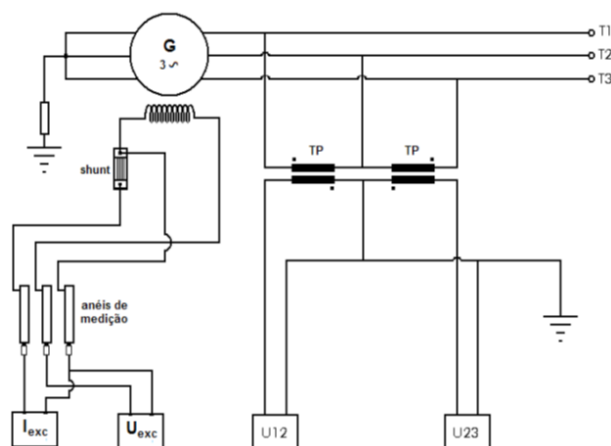 G
3 ~
T1
T2
T3
TP
TP
shunt
anéis de
medição
Iexc
Uexc
U12
U23